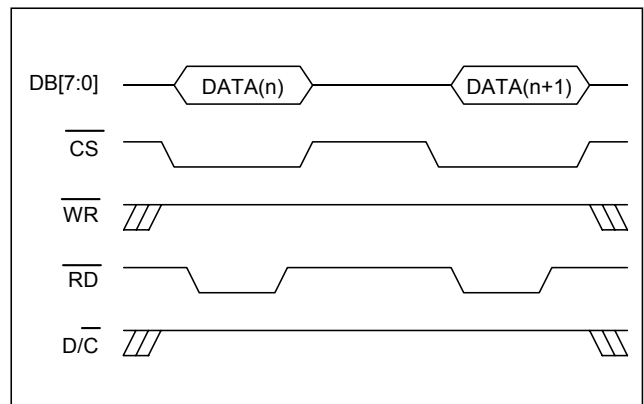 DB[7:0]
DATA(n)
DATA(n+1)
CS
WR
RD
D/C